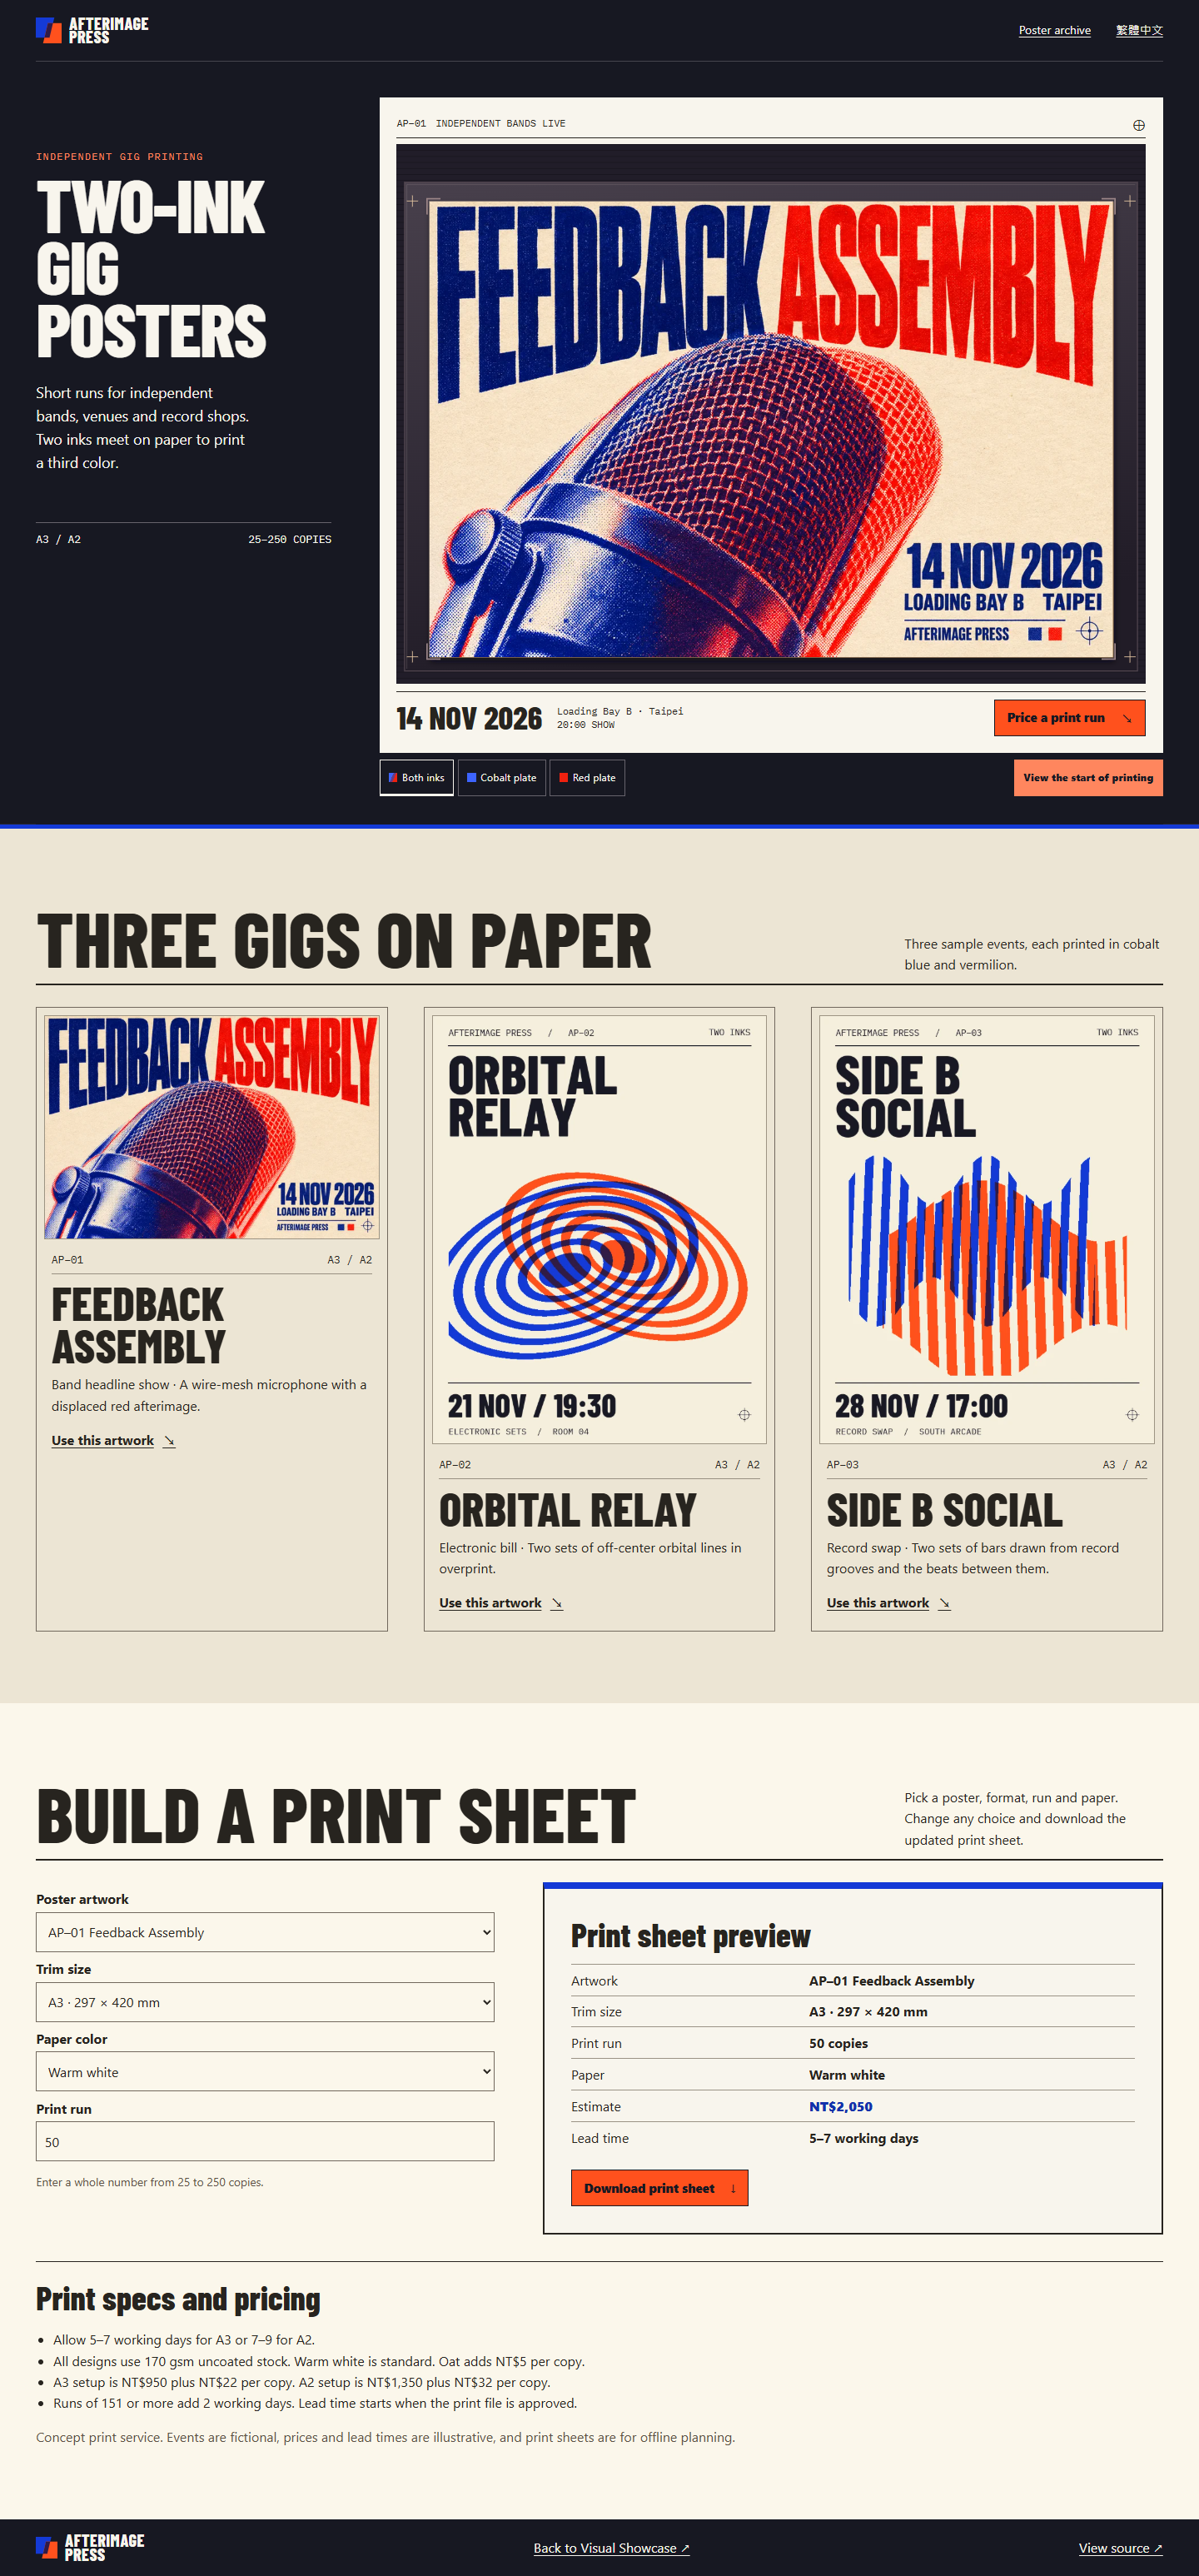 AFTERIMAGE
PRESS
Poster archive
繁體中文
INDEPENDENT GIG PRINTING
TWO-INK
GIG
POSTERS
Short runs for independent
bands, venues and record shops.
Two inks meet on paper to print
a third color.
A3 / A2
25–250 COPIES
AP–01 INDEPENDENT BANDS LIVE
FEEDBACK ASSEMBLY
14 NOV 2026
LOADING BAY B TAIPEI
AFTERIMAGE PRESS
14 NOV 2026
Loading Bay B · Taipei
20:00 SHOW
Price a print run ↘
Both inks
Cobalt plate
Red plate
View the start of printing
THREE GIGS ON PAPER
Three sample events, each printed in cobalt
blue and vermilion.
FEEDBACK ASSEMBLY
14 NOV 2026
LOADING BAY B TAIPEI
AFTERIMAGE PRESS
AP–01
A3 / A2
FEEDBACK
ASSEMBLY
Band headline show · A wire-mesh microphone with a
displaced red afterimage.
Use this artwork ↘
AFTERIMAGE PRESS / AP–02
TWO INKS
ORBITAL
RELAY
21 NOV / 19:30
ELECTRONIC SETS / ROOM 04
AP–02
A3 / A2
ORBITAL RELAY
Electronic bill · Two sets of off-center orbital lines in
overprint.
Use this artwork ↘
AFTERIMAGE PRESS / AP–03
TWO INKS
SIDE B
SOCIAL
28 NOV / 17:00
RECORD SWAP / SOUTH ARCADE
AP–03
A3 / A2
SIDE B SOCIAL
Record swap · Two sets of bars drawn from record
grooves and the beats between them.
Use this artwork ↘
BUILD A PRINT SHEET
Pick a poster, format, run and paper.
Change any choice and download the
updated print sheet.
Poster artwork
AP–01 Feedback Assembly
Trim size
A3 · 297 × 420 mm
Paper color
Warm white
Print run
50
Enter a whole number from 25 to 250 copies.
Print sheet preview
Artwork AP–01 Feedback Assembly
Trim size A3 · 297 × 420 mm
Print run 50 copies
Paper Warm white
Estimate NT$2,050
Lead time 5–7 working days
Download print sheet ↓
Print specs and pricing
• Allow 5–7 working days for A3 or 7–9 for A2.
• All designs use 170 gsm uncoated stock. Warm white is standard. Oat adds NT$5 per copy.
• A3 setup is NT$950 plus NT$22 per copy. A2 setup is NT$1,350 plus NT$32 per copy.
• Runs of 151 or more add 2 working days. Lead time starts when the print file is approved.
Concept print service. Events are fictional, prices and lead times are illustrative, and print sheets are for offline planning.
AFTERIMAGE
PRESS
Back to Visual Showcase ↗
View source ↗